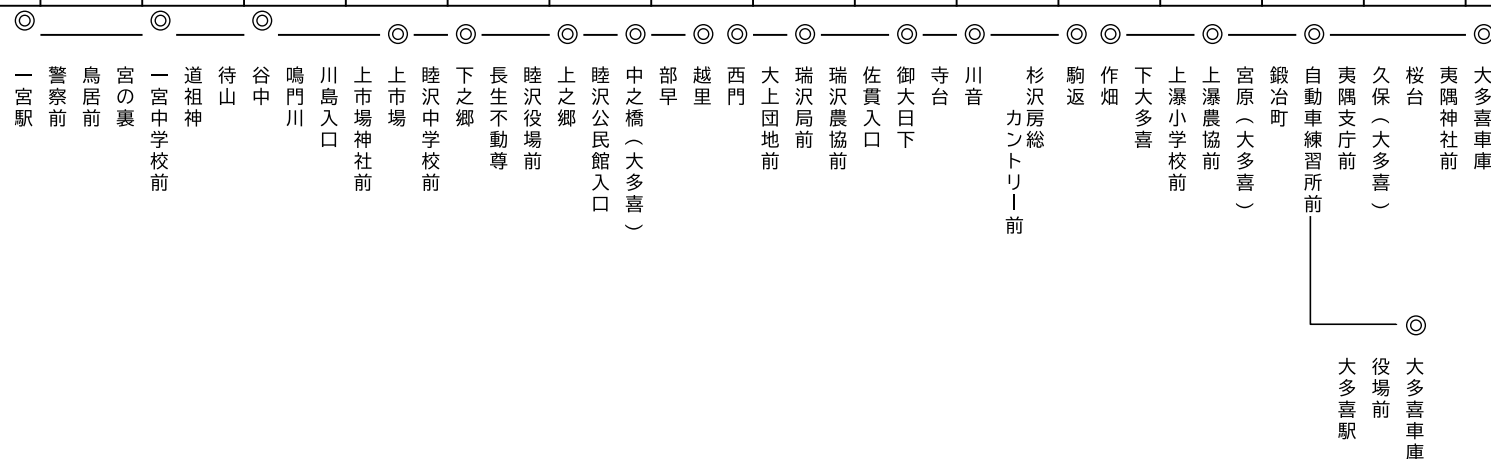 一宮駅
警察前
鳥居前
宮の裏
一宮中学校前
道祖神
待山
谷中
鳴門川
川島入口
上市場神社前
上市場
睦沢中学校前
下之郷
長生不動尊
睦沢役場前
上之郷
睦沢公民館入口
中之橋（大多喜）
部早
越里
西門
大上団地前
瑞沢局前
瑞沢農協前
佐貫入口
御大日下
寺台
川音
杉沢房総
カントリー前
駒返
作畑
下大多喜
上瀑小学校前
上瀑農協前
宮原（大多喜）
鍛冶町
自動車練習所前
夷隅支庁前
久保（大多喜）
桜台
夷隅神社前
大多喜車庫
大多喜駅
役場前
大多喜車庫